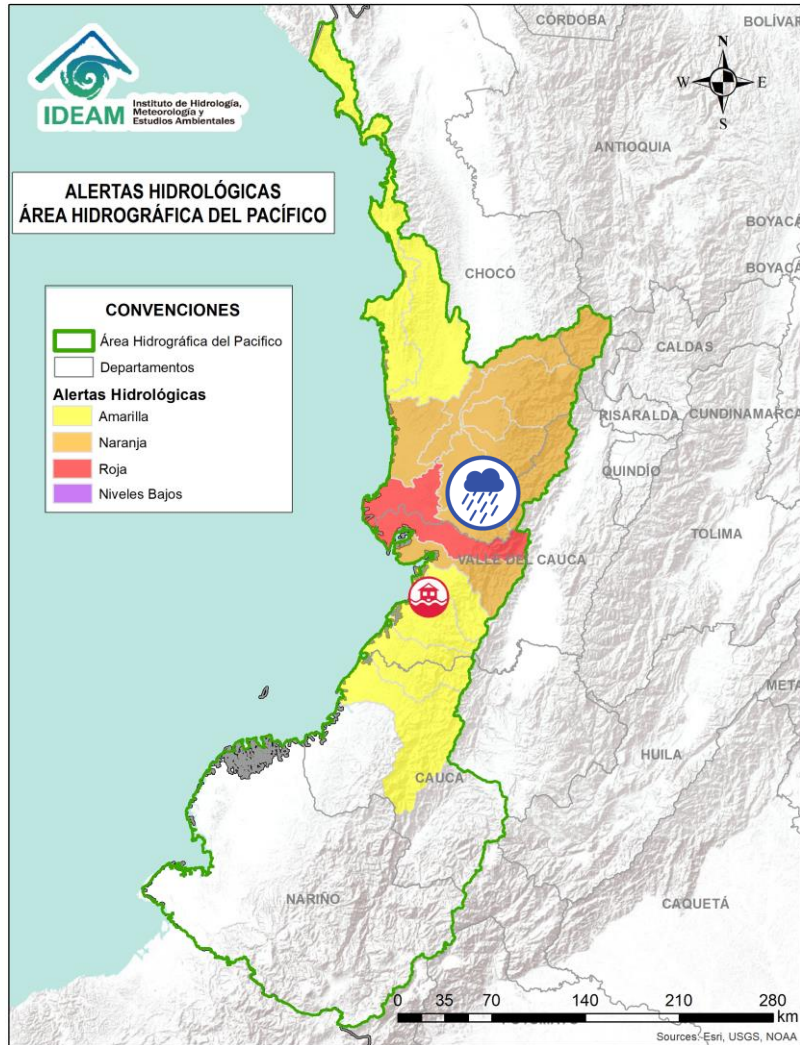 IDEAM
Instituto de Hidrología,
Meteorología y
Estudios Ambientales
CÓRDOBA
BOLÍVAR
N
W
E
S
ANTIOQUIA
ALERTAS HIDROLÓGICAS
ÁREA HIDROGRÁFICA DEL PACÍFICO
BOYACÁ
BOYACÁ
CHOCÓ
CONVENCIONES
Área Hidrográfica del Pacifico
Departamentos
Alertas Hidrológicas
Amarilla
Naranja
Roja
Niveles Bajos
CALDAS
RISARALDA
CUNDINAMARCA
QUINDÍO
TOLIMA
VALLE DEL CAUCA
META
HUILA
CAUCA
NARIÑO
CAQUETÁ
0 35 70 140 210 280
km
Sources: Esri, USGS, NOAA